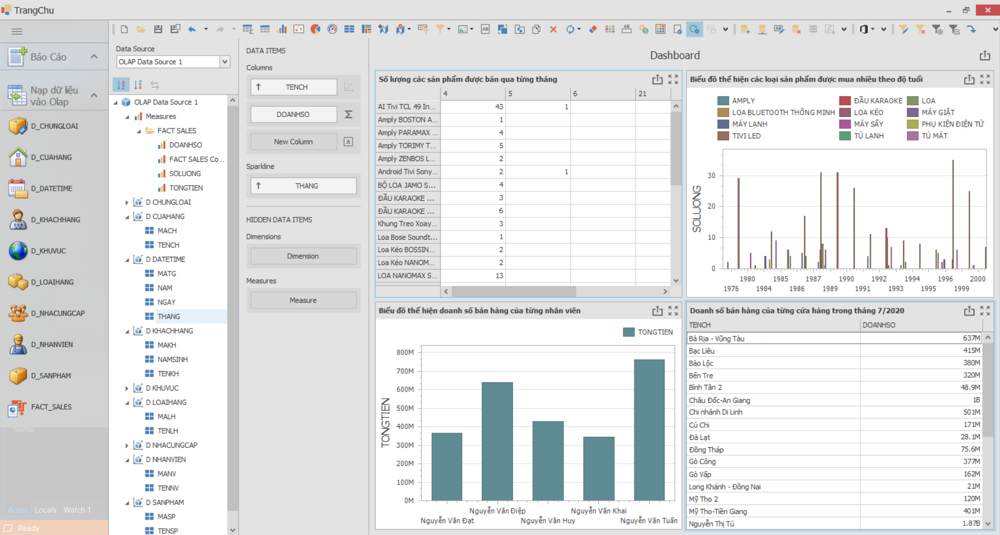 TrangChu
Báo Cáo
Nạp dữ liệu
vào Olap
D_CHUNGLOAI
D_CUAHANG
D_DATETIME
D_KHACHHANG
D_KHUVUC
D_LOAIHANG
D_NHACUNGCAP
D_NHANVIEN
D_SANPHAM
FACT_SALES
Name
Autos Locals Watch 1
Ready
Data Source
OLAP Data Source 1
OLAP Data Source 1
Measures
FACT SALES
DOANHSO
FACT SALES Co...
SOLUONG
TONGTIEN
D CHUNGLOAI
D CUAHANG
MACH
TENCH
D DATETIME
MATG
NAM
NGAY
THANG
D KHACHHANG
MAKH
NAMSINH
TENKH
D KHUVUC
D LOAIHANG
MALH
TENLH
D NHACUNGCAP
D NHANVIEN
MANV
TENNV
D SANPHAM
MASP
TENSP
DATA ITEMS
Columns
TENCH
DOANHSO
New Column
Sparkline
THANG
HIDDEN DATA ITEMS
Dimensions
Dimension
Measures
Measure
Dashboard
Số lượng các sản phẩm được bán qua từng tháng
4 5 6 21
AI Tivi TCL 49 In... 43 1
Amply BOSTON A... 1
Amply PARAMAX ... 4
Amply TORIMY T... 5
Amply ZENBOS L... 2
Android Tivi Sony... 2 1
BỘ LOA JAMO S... 4
ĐẦU KARAOKE ... 3
ĐẦU KARAOKE ... 6
Khung Treo Xoay... 3
Loa Bose Soundt... 1
Loa Kéo BOSSIN... 2
Loa Kéo NANOM... 2
LOA NANOMAX S... 13
Biểu đồ thể hiện các loại sản phẩm được mua nhiều theo độ tuổi
AMPLY ĐẦU KARAOKE LOA
LOA BLUETOOTH THÔNG MINH LOA KÉO MÁY GIẶT
MÁY LẠNH MÁY SẤY PHỤ KIỆN ĐIỆN TỬ
TIVI LED TỦ LẠNH TỦ MÁT
SOLUONG
30
20
10
0
1980 1985 1987 1990 1992 1994 1996 2000
1976 1984 1986 1989 1991 1993 1995 1999
Biểu đồ thể hiện doanh số bán hàng của từng nhân viên
TONGTIEN
TONGTIEN
800M
700M
600M
500M
400M
300M
200M
100M
0M
Nguyễn Văn Điệp Nguyễn Văn Khai
Nguyễn Văn Đạt Nguyễn Văn Huy Nguyễn Văn Tuấn
Doanh số bán hàng của từng cửa hàng trong tháng 7/2020
TENCH DOANHSO
Bà Rịa - Vũng Tàu 637M
Bạc Liêu 415M
Bảo Lộc 380M
Bến Tre 320M
Bình Tân 2 48.9M
Châu Đốc-An Giang 1B
Chi nhánh Di Linh 501M
Củ Chi 171M
Đà Lạt 28.1M
Đồng Tháp 75.6M
Gò Công 377M
Gò Vấp 162M
Long Khánh - Đồng Nai 21M
Mỹ Tho 2 120M
Mỹ Tho-Tiền Giang 401M
Nguyễn Thị Tú 1.87B